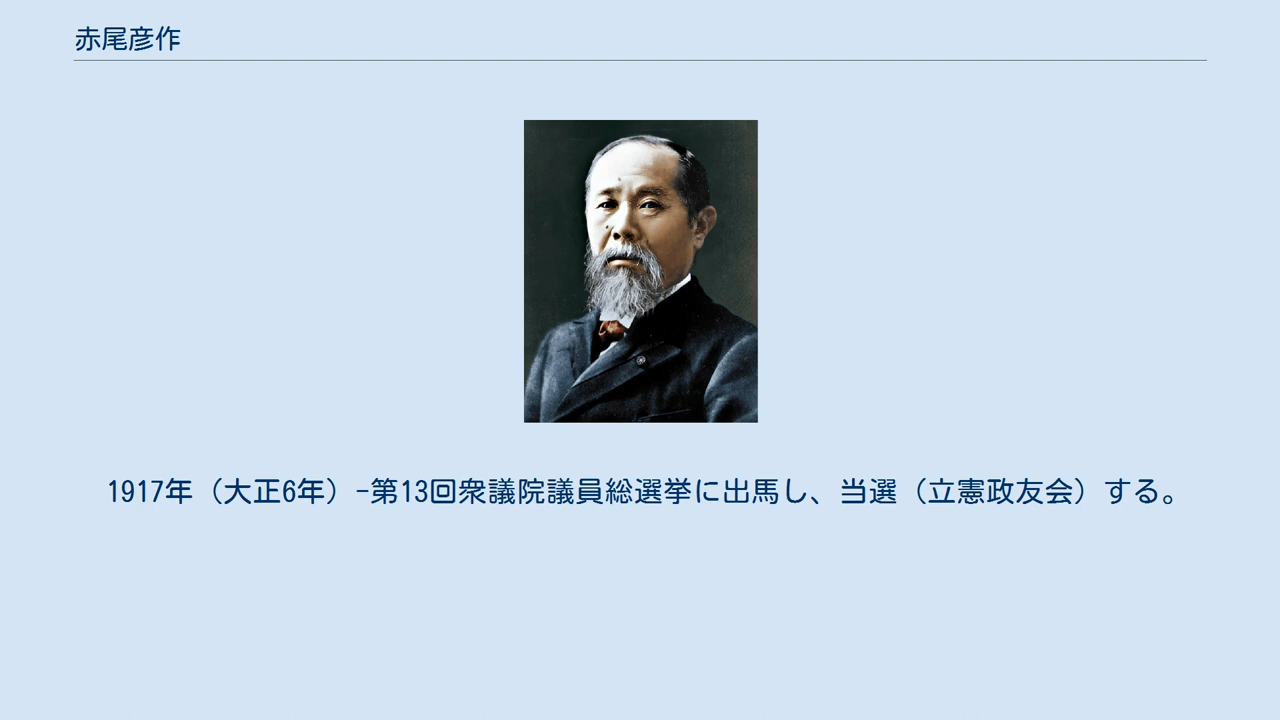 赤尾彦作
1917年（大正6年）-第13回衆議院議員総選挙に出馬し、当選（立憲政友会）する。